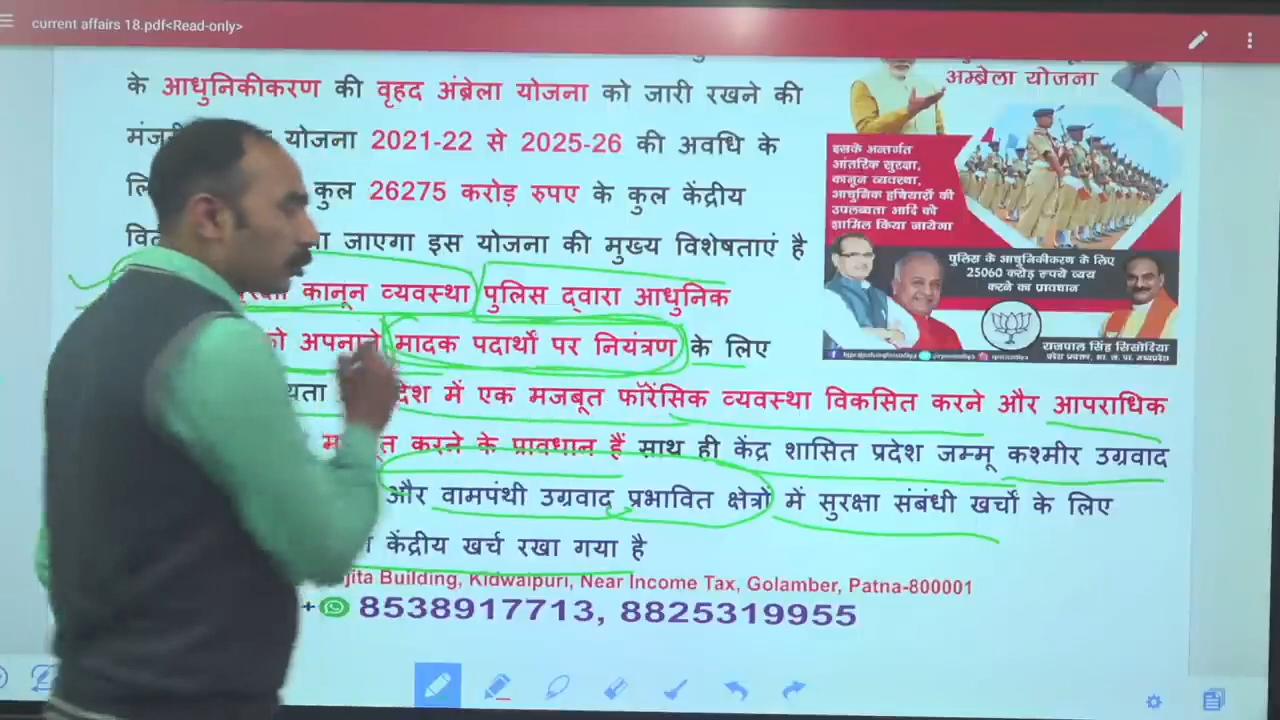 current affairs 18.pdf<Read-only>
के आधुनिकीकरण की वृहद अंब्रेला योजना को जारी रखने की
योजना 2021-22 से 2025-26 की अवधि के
कुल 26275 करोड़ रुपए के कुल केंद्रीय
जाएगा इस योजना की मुख्य विशेषताएं है
कानून व्यवस्था पुलिस द्वारा आधुनिक
को अपनाने मादक पदार्थों पर नियंत्रण के लिए
देश में एक मजबूत फॉरेंसिक व्यवस्था विकसित करने और आपराधिक
करने के प्रावधान हैं साथ ही केंद्र शासित प्रदेश जम्मू कश्मीर उग्रवाद
और वामपंथी उग्रवाद प्रभावित क्षेत्रों में सुरक्षा संबंधी खर्चों के लिए
केंद्रीय खर्च रखा गया है
Building, Kidwaipuri, Near Income Tax, Golamber, Patna-800001
8538917713, 8825319955
अम्ब्रेला योजना
इसके अन्तर्गत
आंतरिक सुरक्षा,
कानून व्यवस्था,
आधुनिक हथियारों की
उपलब्धता आदि को
शामिल किया जायेगा
पुलिस के आधुनिकीकरण के लिए
25060 करोड़ रुपये व्यय
करने का प्रावधान
राजपाल सिंह सिसोदिया